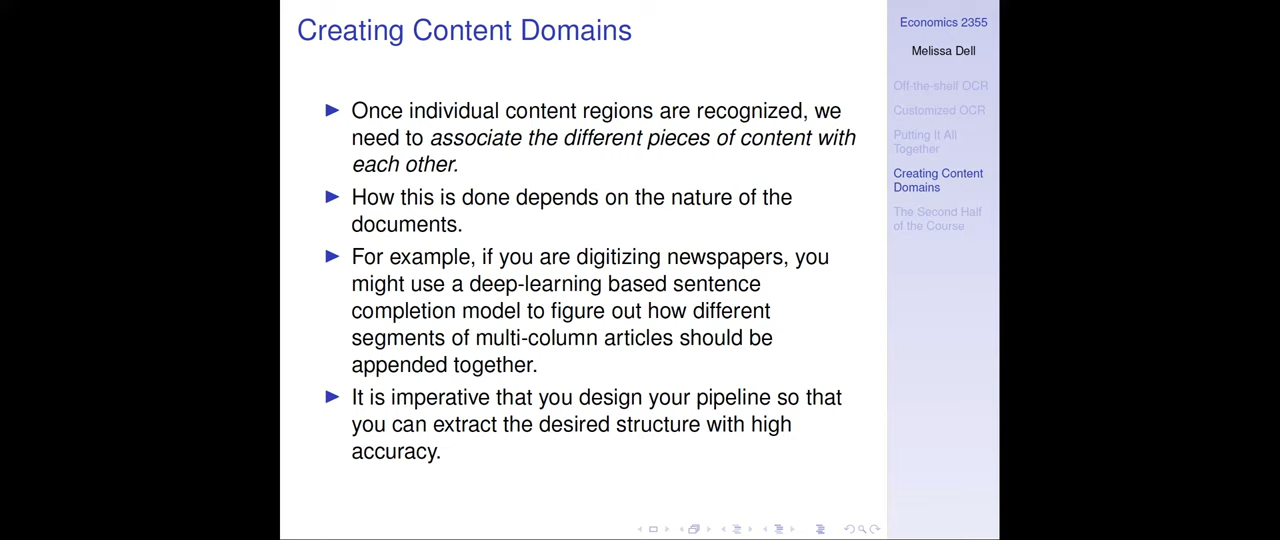 Creating Content Domains
Once individual content regions are recognized, we
need to associate the different pieces of content with
each other.
How this is done depends on the nature of the
documents.
For example, if you are digitizing newspapers, you
might use a deep-learning based sentence
completion model to figure out how different
segments of multi-column articles should be
appended together.
It is imperative that you design your pipeline so that
you can extract the desired structure with high
accuracy.
Economics 2355
Melissa Dell
Off-the-shelf OCR
Customized OCR
Putting It All
Together
Creating Content
Domains
The Second Half
of the Course